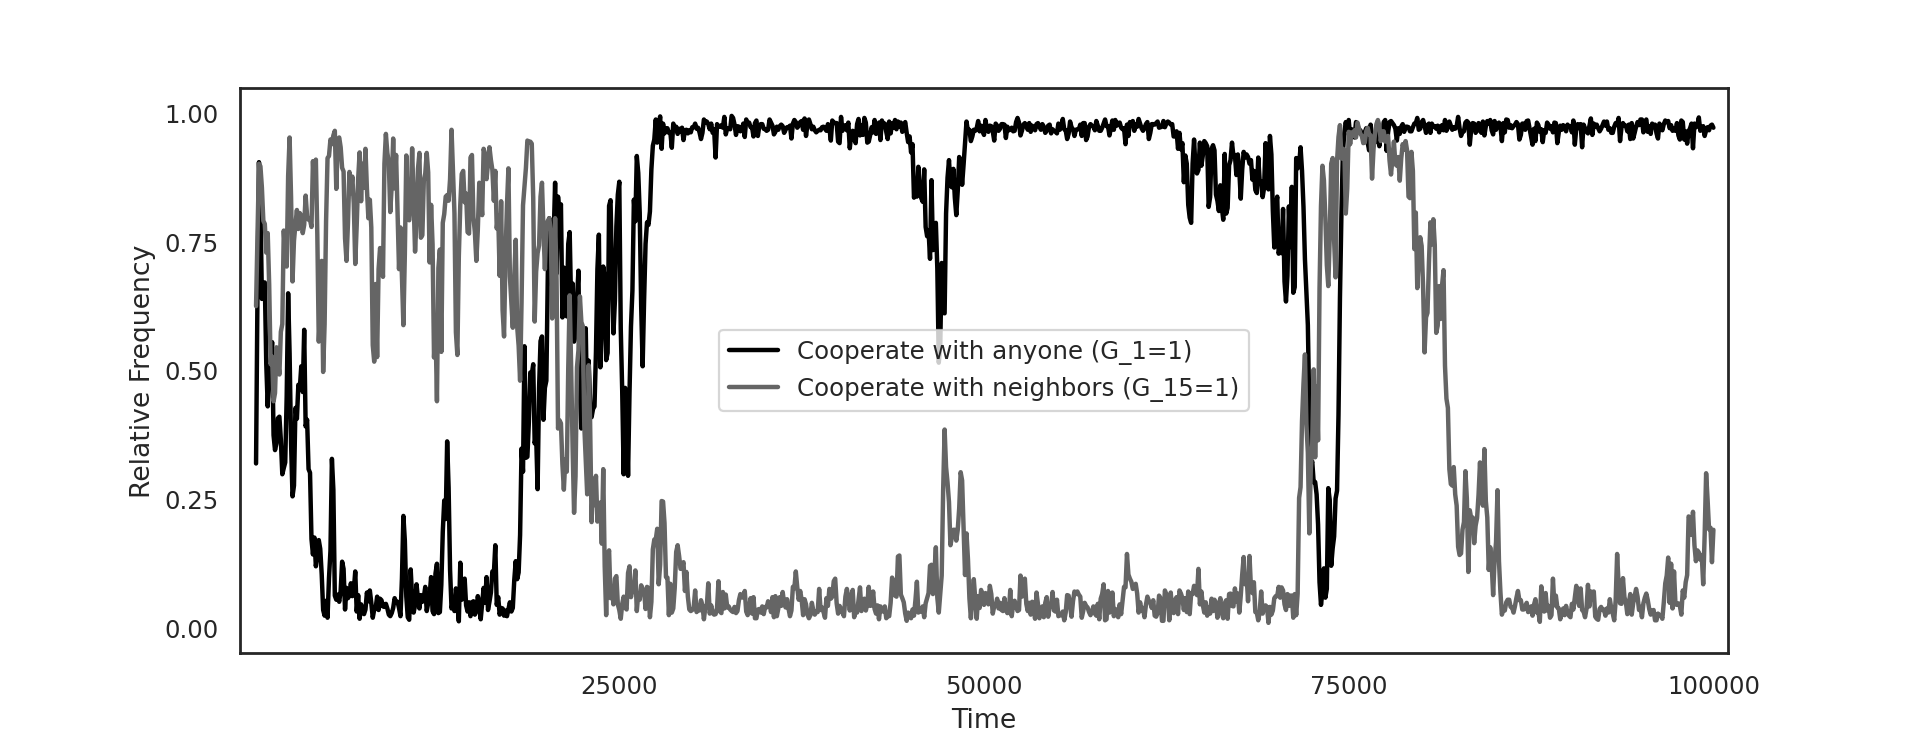 1.00
0.75
0.50
0.25
0.00
Relative Frequency
Cooperate with anyone (G_1=1)
Cooperate with neighbors (G_15=1)
25000
50000
75000
100000
Time